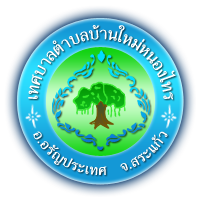 เทศบาลตำบลบ้านใหม่หนองไทร
อ.อรัญประเทศ จ.สระแก้ว